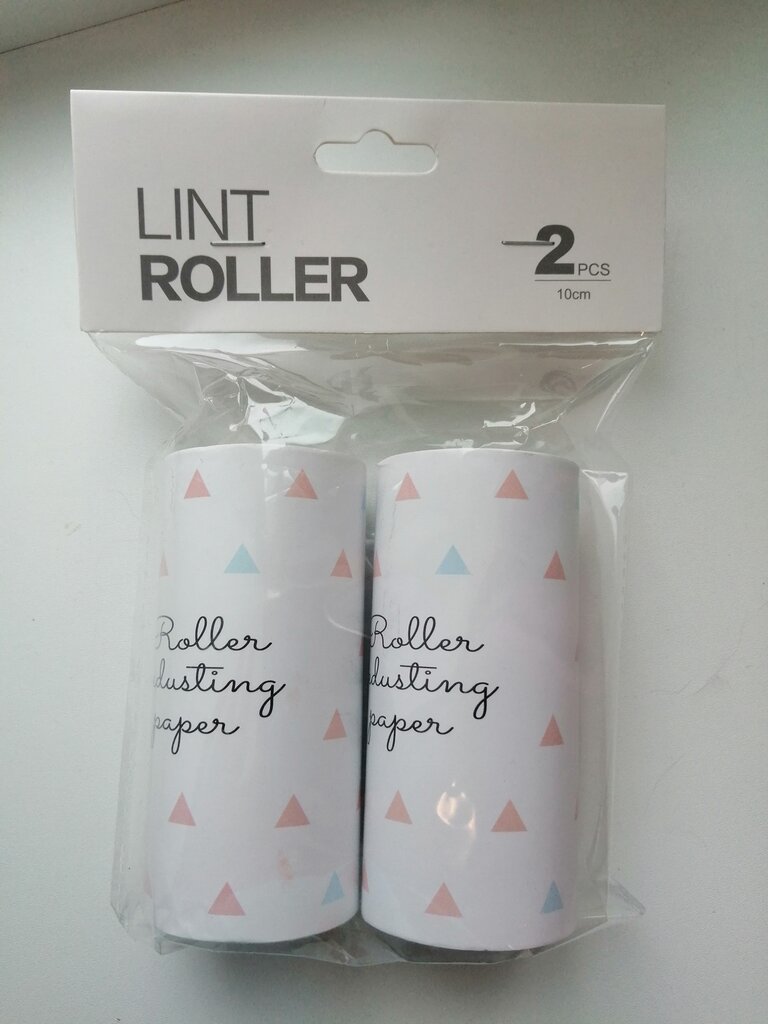 LINT
ROLLER
2 PCS
10cm
Roller
dusting
paper
Roller
dusting
paper